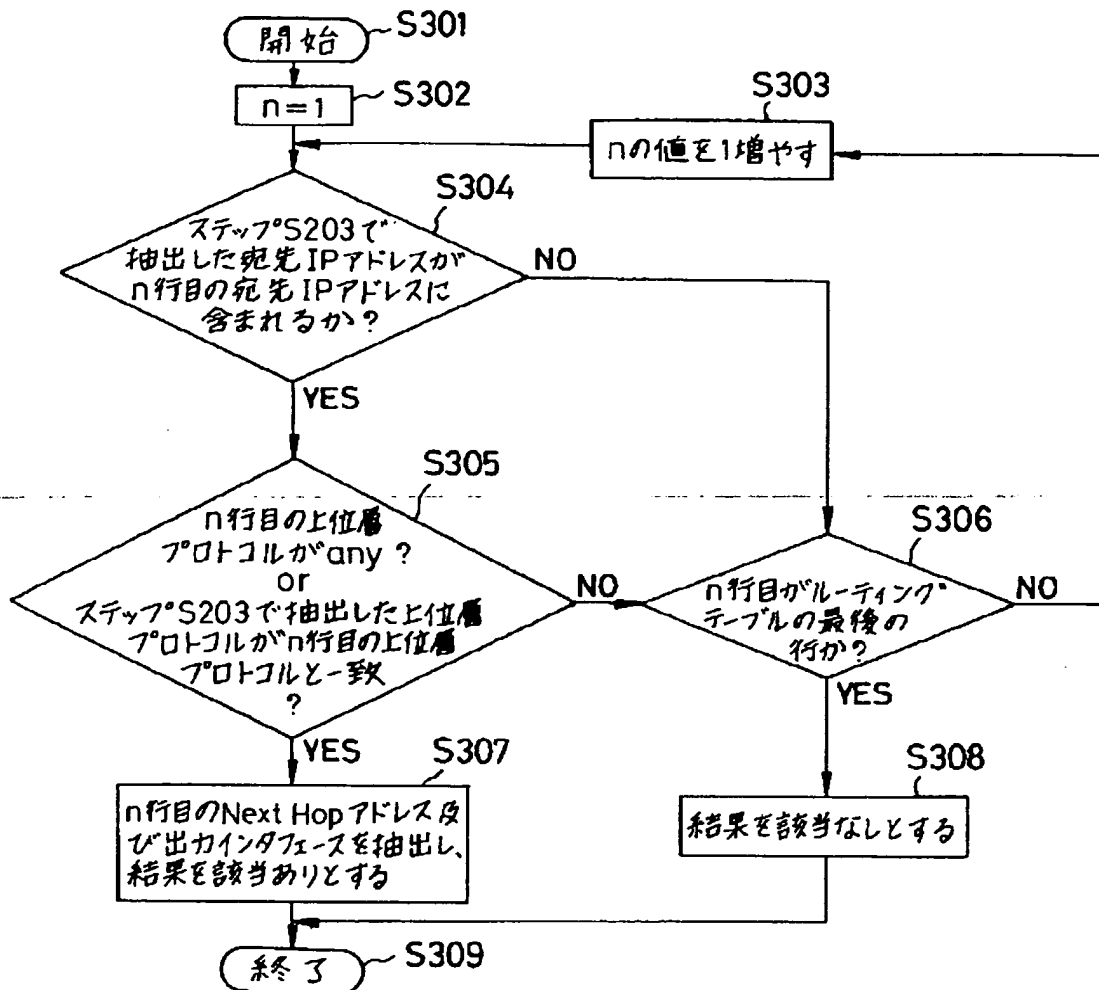 開始
S301
n=1
S302
S303
nの値を1増やす
S304
ステップS203で
抽出した宛先IPアドレスが
n行目の宛先IPアドレスに
含まれるか?
NO
YES
S305
n行目の上位層
プロトコルがany?
or
ステップS203で抽出した上位層
プロトコルがn行目の上位層
プロトコルと一致
?
NO
YES
S306
n行目がルーティング
テーブルの最後の
行か?
NO
YES
S307
n行目のNext Hopアドレス及
び出力インタフェースを抽出し、
結果を該当ありとする
S308
結果を該当なしとする
終了
S309